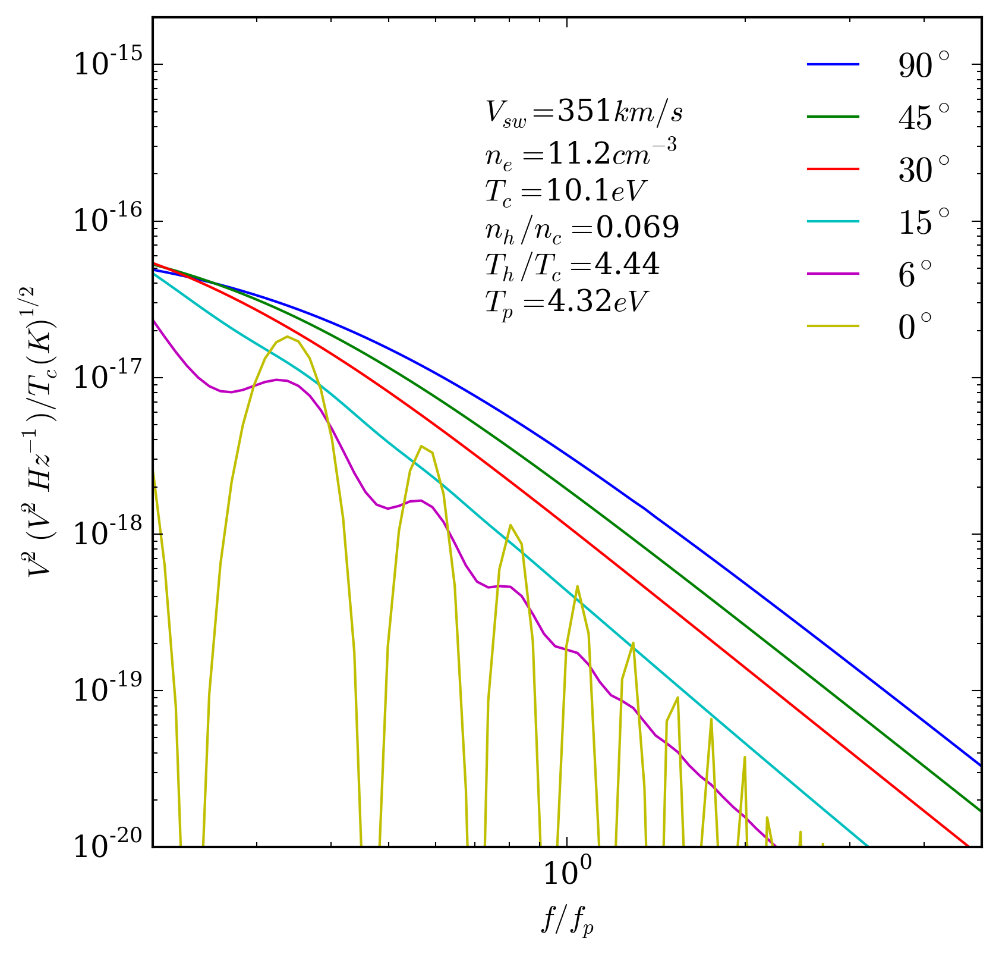 10^-15
10^-16
10^-17
10^-18
10^-19
10^-20
V^2 (V^2 Hz^{-1})/T_c(K)^{1/2}
V_{sw}=351km/s
n_e=11.2cm^{-3}
T_c=10.1eV
n_h/n_c=0.069
T_h/T_c=4.44
T_p=4.32eV
90°
45°
30°
15°
6°
0°
10^0
f/f_p